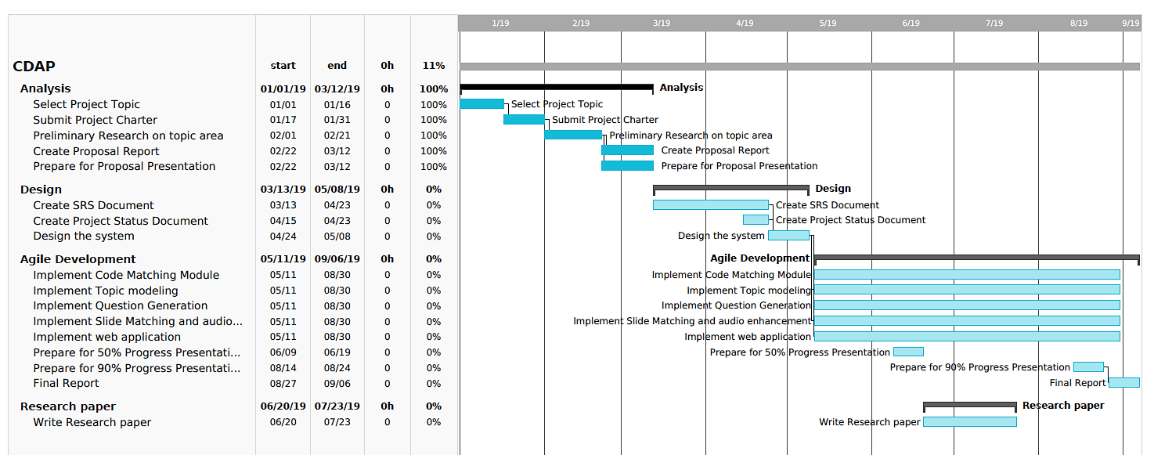 1/19 2/19 3/19 4/19 5/19 6/19 7/19 8/19 9/19
CDAP start end 0h 11%
Analysis 01/01/19 03/12/19 0h 100% Analysis
Select Project Topic 01/01 01/16 0 100% Select Project Topic
Submit Project Charter 01/17 01/31 0 100% Submit Project Charter
Preliminary Research on topic area 02/01 02/21 0 100% Preliminary Research on topic area
Create Proposal Report 02/22 03/12 0 100% Create Proposal Report
Prepare for Proposal Presentation 02/22 03/12 0 100% Prepare for Proposal Presentation
Design 03/13/19 05/08/19 0h 0% Design
Create SRS Document 03/13 04/23 0 0% Create SRS Document
Create Project Status Document 04/15 04/23 0 0% Create Project Status Document
Design the system 04/24 05/08 0 0% Design the system
Agile Development 05/11/19 09/06/19 0h 0% Agile Development
Implement Code Matching Module 05/11 08/30 0 0% Implement Code Matching Module
Implement Topic modeling 05/11 08/30 0 0% Implement Topic modeling
Implement Question Generation 05/11 08/30 0 0% Implement Question Generation
Implement Slide Matching and audio... 05/11 08/30 0 0% Implement Slide Matching and audio enhancement
Implement web application 05/11 08/30 0 0% Implement web application
Prepare for 50% Progress Presentati... 06/09 06/19 0 0% Prepare for 50% Progress Presentation
Prepare for 90% Progress Presentati... 08/14 08/24 0 0% Prepare for 90% Progress Presentation
Final Report 08/27 09/06 0 0% Final Report
Research paper 06/20/19 07/23/19 0h 0% Research paper
Write Research paper 06/20 07/23 0 0% Write Research paper